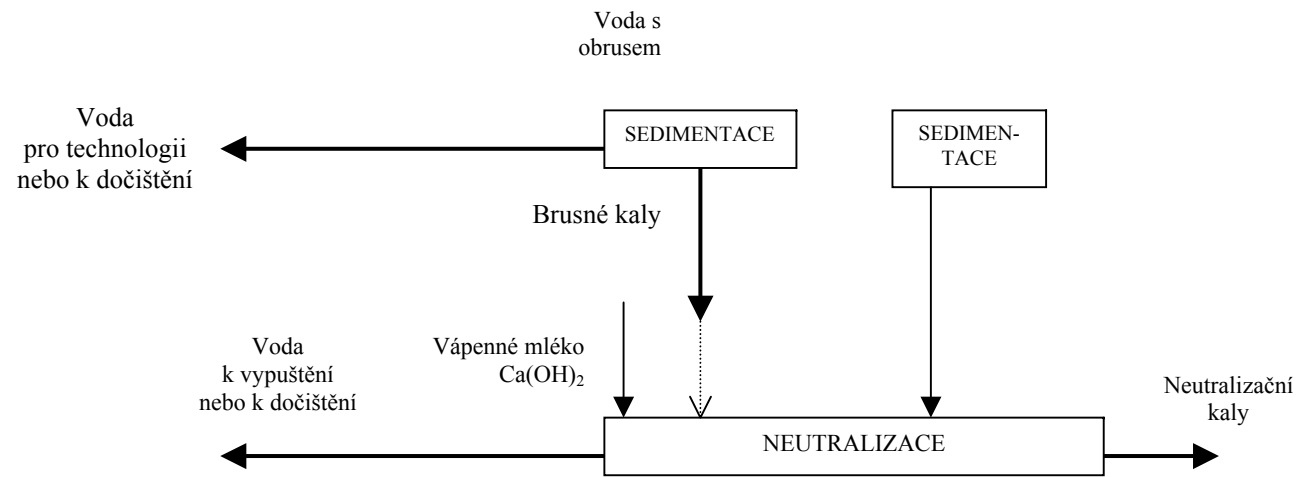 Voda s
obrusem
Voda
pro technologii
nebo k dočištění
SEDIMENTACE
SEDIMEN-
TACE
Brusné kaly
Voda
k vypuštění
nebo k dočištění
Vápenné mléko
Ca(OH)₂
Neutralizační
kaly
NEUTRALIZACE